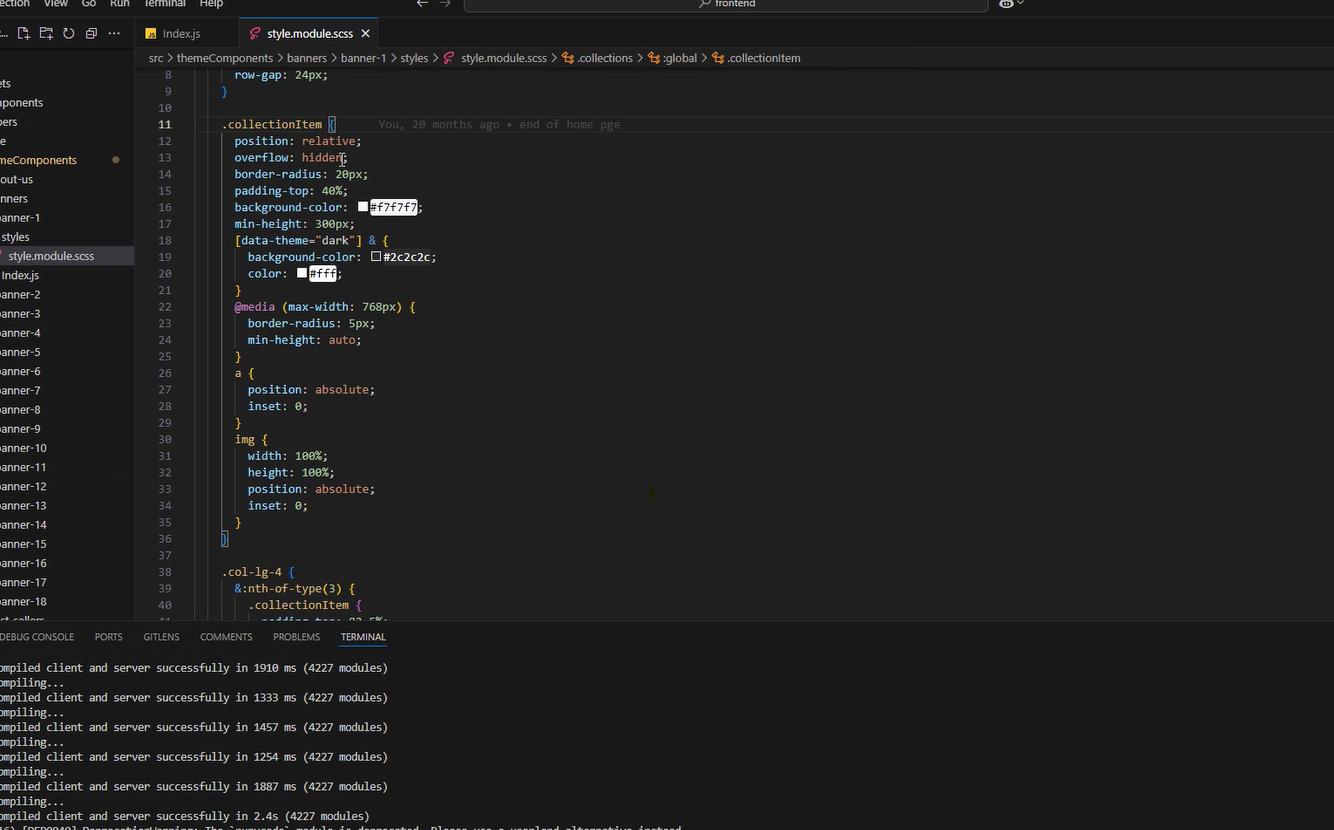 ection View Go Run Terminal Help
frontend
Index.js style.module.scss
src > themeComponents > banners > banner-1 > styles > style.module.scss > .collections > :global > .collectionItem
ets
mponents
pers
e
meComponents
out-us
nners
anner-1
styles
style.module.scss
Index.js
anner-2
anner-3
anner-4
anner-5
anner-6
anner-7
anner-8
anner-9
anner-10
anner-11
anner-12
anner-13
anner-14
anner-15
anner-16
anner-17
anner-18
8 row-gap: 24px;
9 }
10
11 .collectionItem { You, 20 months ago • end of home pge
12 position: relative;
13 overflow: hidden;
14 border-radius: 20px;
15 padding-top: 40%;
16 background-color: #f7f7f7;
17 min-height: 300px;
18 [data-theme="dark"] & {
19 background-color: #2c2c2c;
20 color: #fff;
21 }
22 @media (max-width: 768px) {
23 border-radius: 5px;
24 min-height: auto;
25 }
26 a {
27 position: absolute;
28 inset: 0;
29 }
30 img {
31 width: 100%;
32 height: 100%;
33 position: absolute;
34 inset: 0;
35 }
36 }
37
38 .col-lg-4 {
39 &:nth-of-type(3) {
40 .collectionItem {
DEBUG CONSOLE PORTS GITLENS COMMENTS PROBLEMS TERMINAL
ompiled client and server successfully in 1910 ms (4227 modules)
ompiling...
ompiled client and server successfully in 1333 ms (4227 modules)
ompiling...
ompiled client and server successfully in 1457 ms (4227 modules)
ompiling...
ompiled client and server successfully in 1254 ms (4227 modules)
ompiling...
ompiled client and server successfully in 1887 ms (4227 modules)
ompiling...
ompiled client and server successfully in 2.4s (4227 modules)